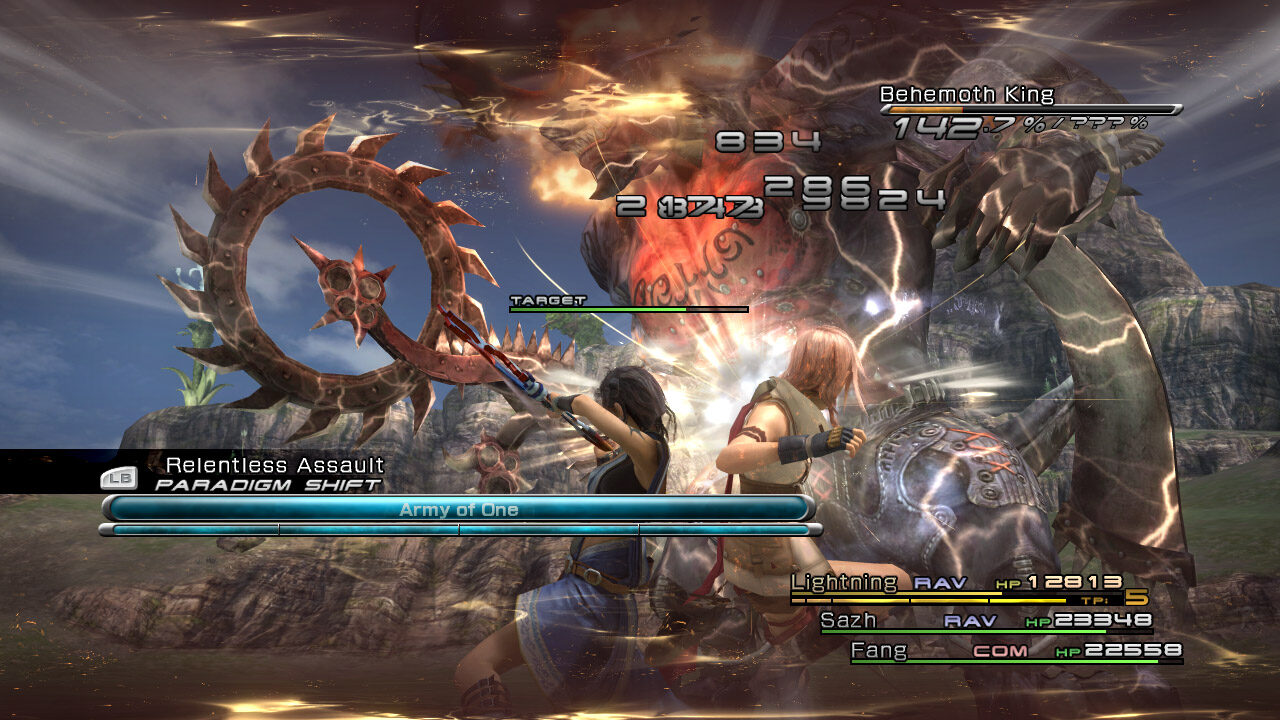 Behemoth King
142.7 % / ??? %
834
286
9824
TARGET
Relentless Assault
LB
PARADIGM SHIFT
Army of One
Lightning RAV HP 12813
TP: 5
Sazh RAV HP 23348
Fang COM HP 22558